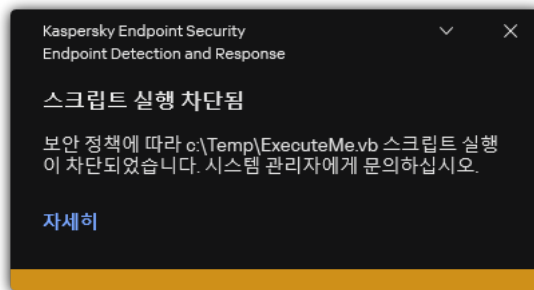 Kaspersky Endpoint Security
Endpoint Detection and Response
스크립트 실행 차단됨
보안 정책에 따라 c:\Temp\ExecuteMe.vb 스크립트 실행
이 차단되었습니다. 시스템 관리자에게 문의하십시오.
자세히